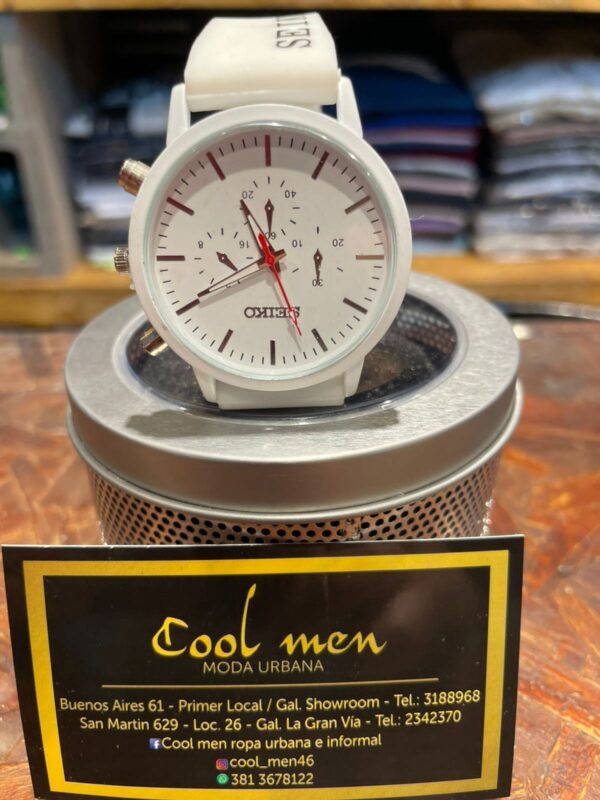 SEIKO
20
40
60
8
16
10
20
30
SEIKO
Cool men
MODA URBANA
Buenos Aires 61 - Primer Local / Gal. Showroom - Tel.: 3188968
San Martin 629 - Loc. 26 - Gal. La Gran Vía - Tel.: 2342370
Cool men ropa urbana e informal
cool_men46
381 3678122